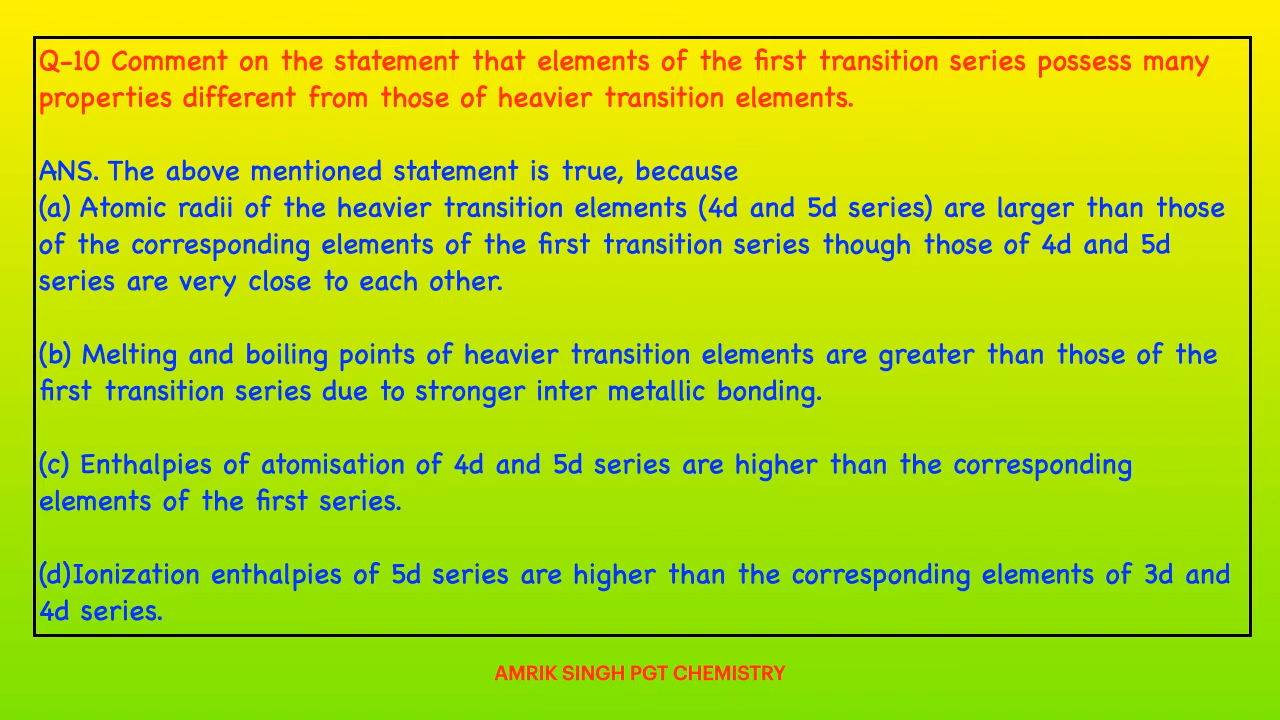 Q-10 Comment on the statement that elements of the first transition series possess many
properties different from those of heavier transition elements.
ANS. The above mentioned statement is true, because
(a) Atomic radii of the heavier transition elements (4d and 5d series) are larger than those
of the corresponding elements of the first transition series though those of 4d and 5d
series are very close to each other.
(b) Melting and boiling points of heavier transition elements are greater than those of the
first transition series due to stronger inter metallic bonding.
(c) Enthalpies of atomisation of 4d and 5d series are higher than the corresponding
elements of the first series.
(d)Ionization enthalpies of 5d series are higher than the corresponding elements of 3d and
4d series.
AMRIK SINGH PGT CHEMISTRY